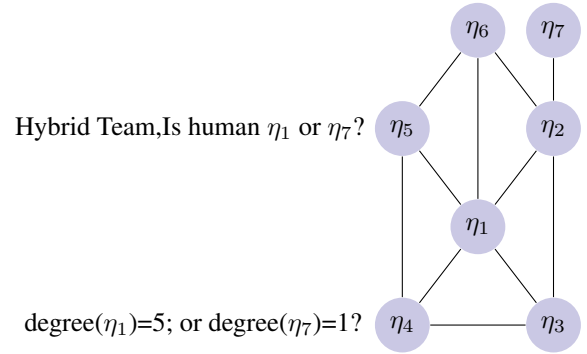 η6 η7
Hybrid Team,Is human η1 or η7? η5 η2
η1
degree(η1)=5; or degree(η7)=1? η4 η3